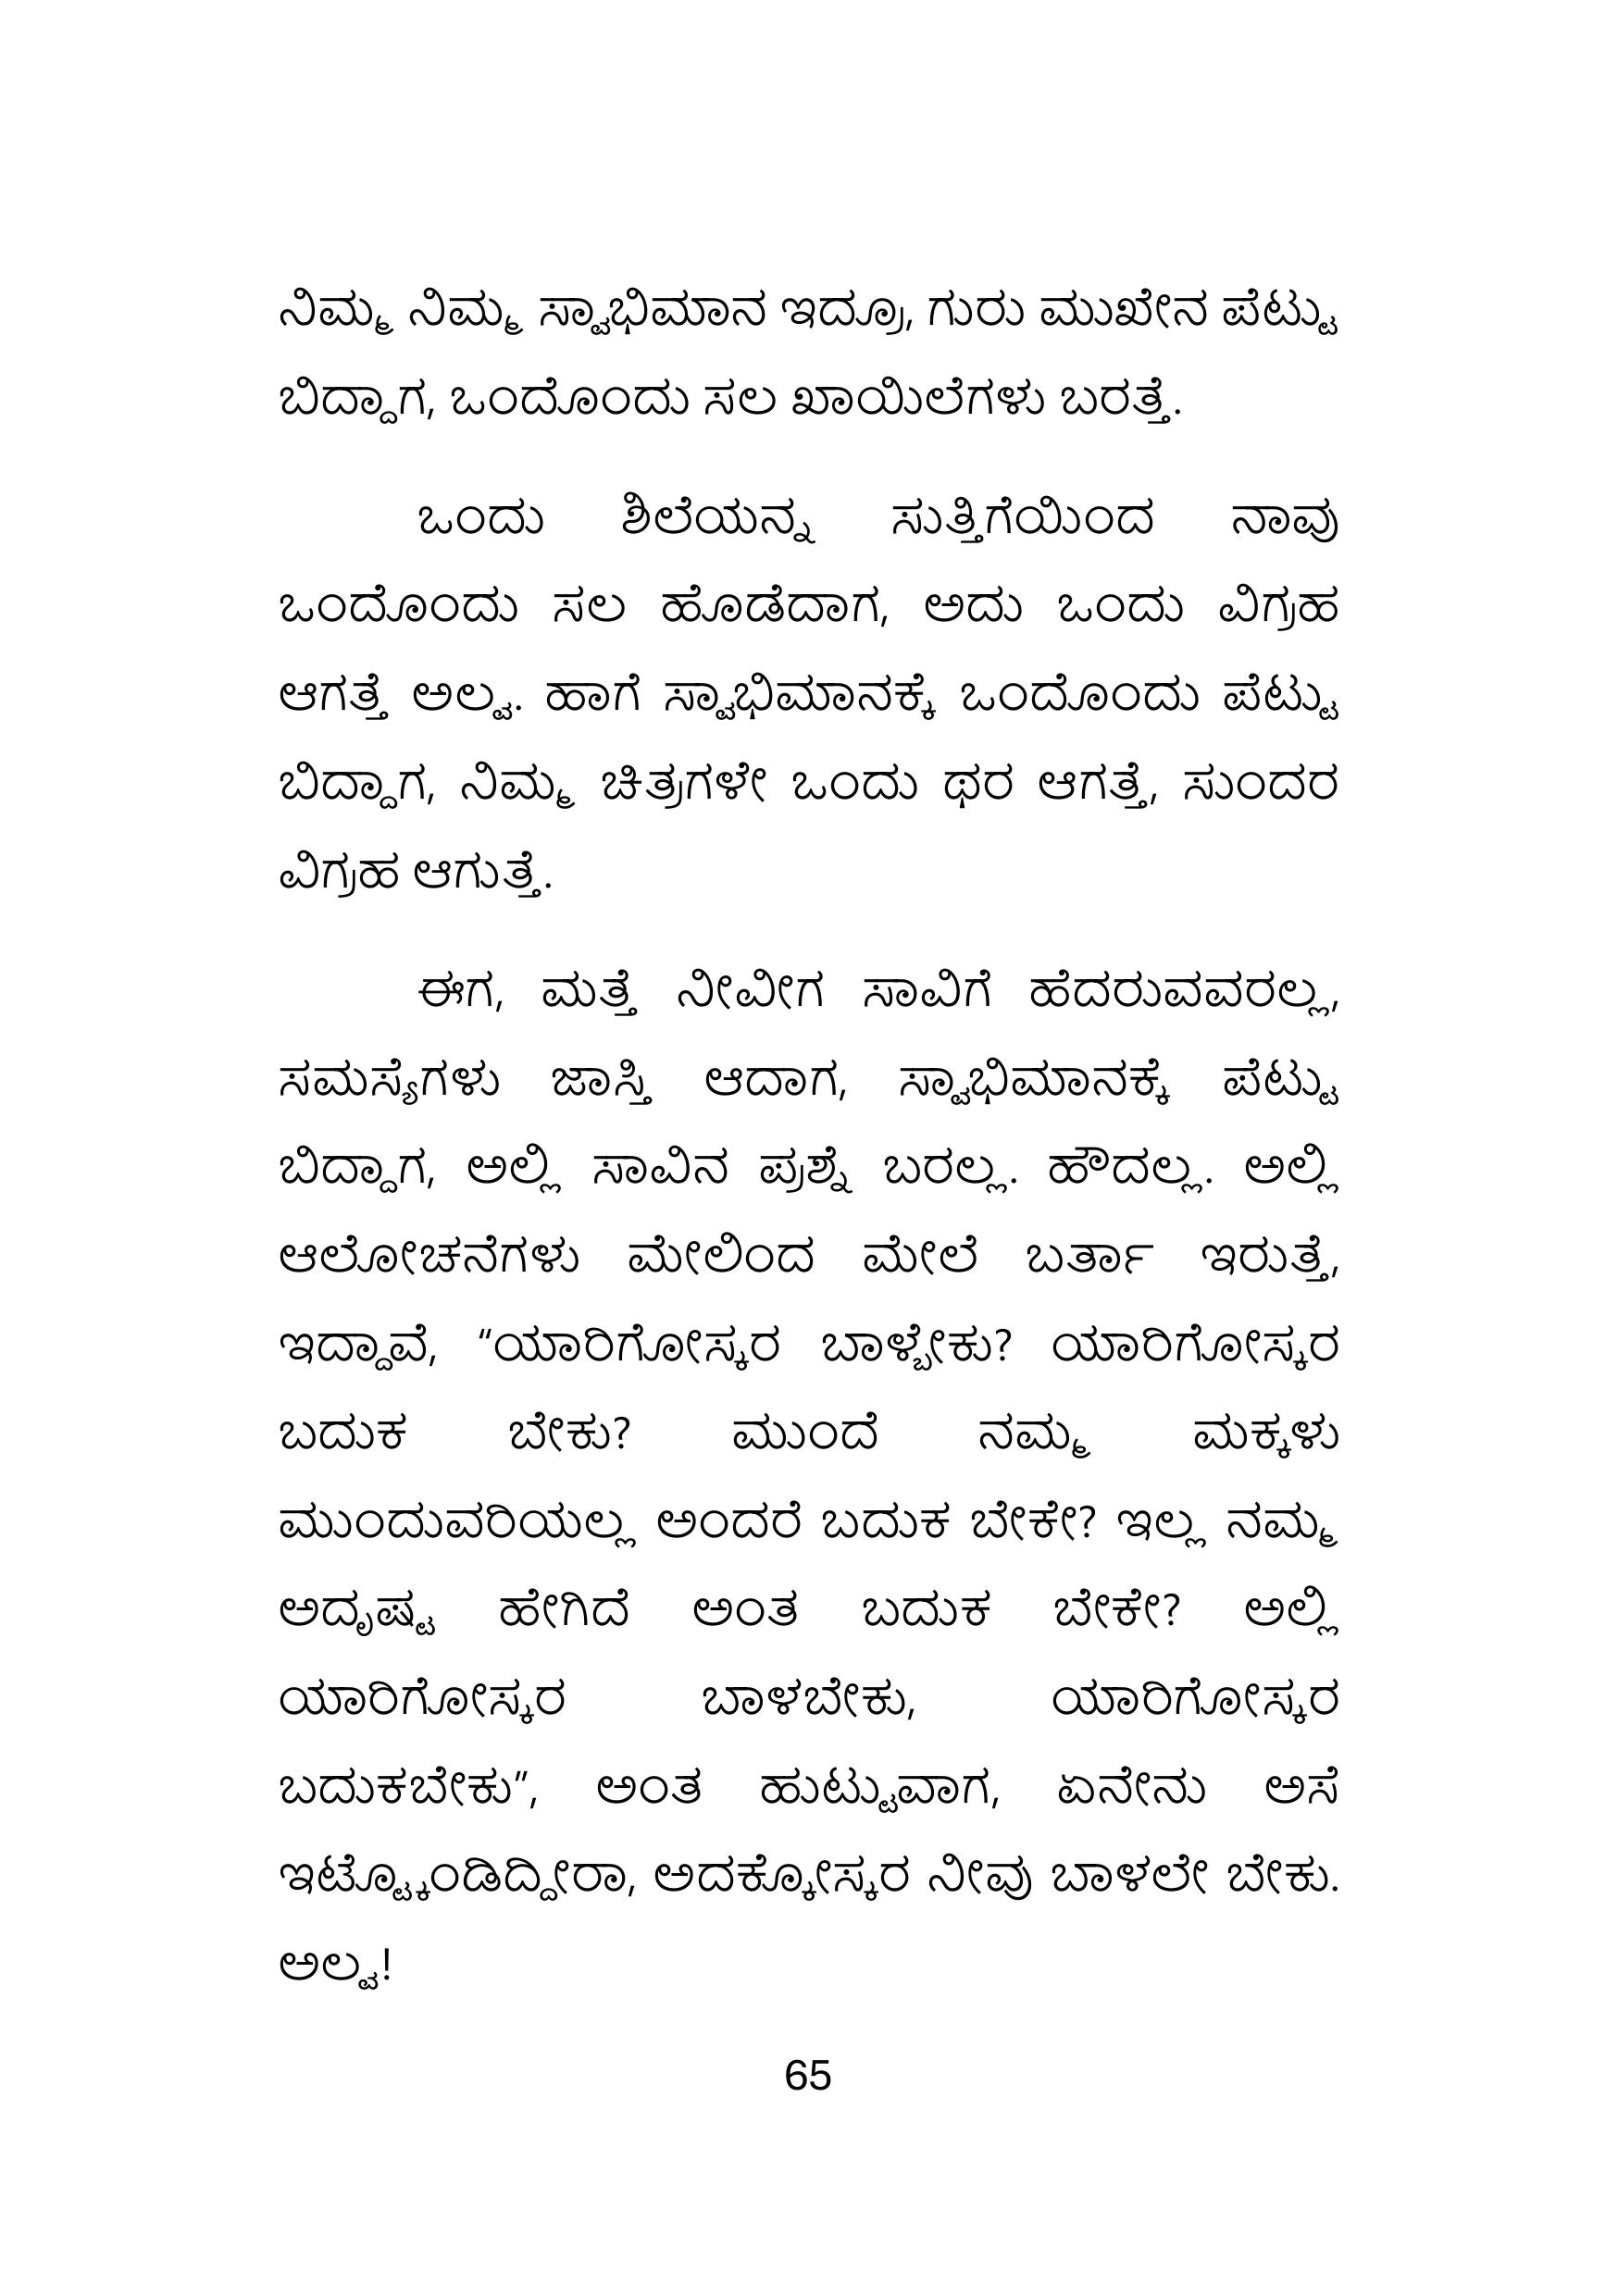 ನಿಮ್ಮ ನಿಮ್ಮ ಸ್ವಾಭಿಮಾನ ಇದ್ರೂ, ಗುರು ಮುಖೇನ ಪೆಟ್ಟು
ಬಿದ್ದಾಗ, ಒಂದೊಂದು ಸಲ ಖಾಯಿಲೆಗಳು ಬರತ್ತೆ.
ಒಂದು ಶಿಲೆಯನ್ನ ಸುತ್ತಿಗೆಯಿಂದ ನಾವು
ಒಂದೊಂದು ಸಲ ಹೊಡೆದಾಗ, ಅದು ಒಂದು ವಿಗ್ರಹ
ಆಗತ್ತೆ ಅಲ್ವ. ಹಾಗೆ ಸ್ವಾಭಿಮಾನಕ್ಕೆ ಒಂದೊಂದು ಪೆಟ್ಟು
ಬಿದ್ದಾಗ, ನಿಮ್ಮ ಚಿತ್ರಗಳೇ ಒಂದು ಥರ ಆಗತ್ತೆ, ಸುಂದರ
ವಿಗ್ರಹ ಆಗುತ್ತೆ.
ಈಗ, ಮತ್ತೆ ನೀವೀಗ ಸಾವಿಗೆ ಹೆದರುವವರಲ್ಲ,
ಸಮಸ್ಯೆಗಳು ಜಾಸ್ತಿ ಆದಾಗ, ಸ್ವಾಭಿಮಾನಕ್ಕೆ ಪೆಟ್ಟು
ಬಿದ್ದಾಗ, ಅಲ್ಲಿ ಸಾವಿನ ಪ್ರಶ್ನೆ ಬರಲ್ಲ. ಹೌದಲ್ಲ. ಅಲ್ಲಿ
ಆಲೋಚನೆಗಳು ಮೇಲಿಂದ ಮೇಲೆ ಬರ್ತಾ ಇರುತ್ತೆ,
ಇದ್ದಾವೆ, “ಯಾರಿಗೋಸ್ಕರ ಬಾಳ್ಬೇಕು? ಯಾರಿಗೋಸ್ಕರ
ಬದುಕ ಬೇಕು? ಮುಂದೆ ನಮ್ಮ ಮಕ್ಕಳು
ಮುಂದುವರಿಯಲ್ಲ ಅಂದರೆ ಬದುಕ ಬೇಕೇ? ಇಲ್ಲ ನಮ್ಮ
ಅದೃಷ್ಟ ಹೇಗಿದೆ ಅಂತ ಬದುಕ ಬೇಕೇ? ಅಲ್ಲಿ
ಯಾರಿಗೋಸ್ಕರ ಬಾಳಬೇಕು, ಯಾರಿಗೋಸ್ಕರ
ಬದುಕಬೇಕು”, ಅಂತ ಹುಟ್ಟುವಾಗ, ಏನೇನು ಅಸೆ
ಇಟ್ಟ್ಕೊಂಡಿದ್ದೀರಾ, ಅದಕ್ಕೋಸ್ಕರ ನೀವು ಬಾಳಲೇ ಬೇಕು.
ಅಲ್ವ!
65